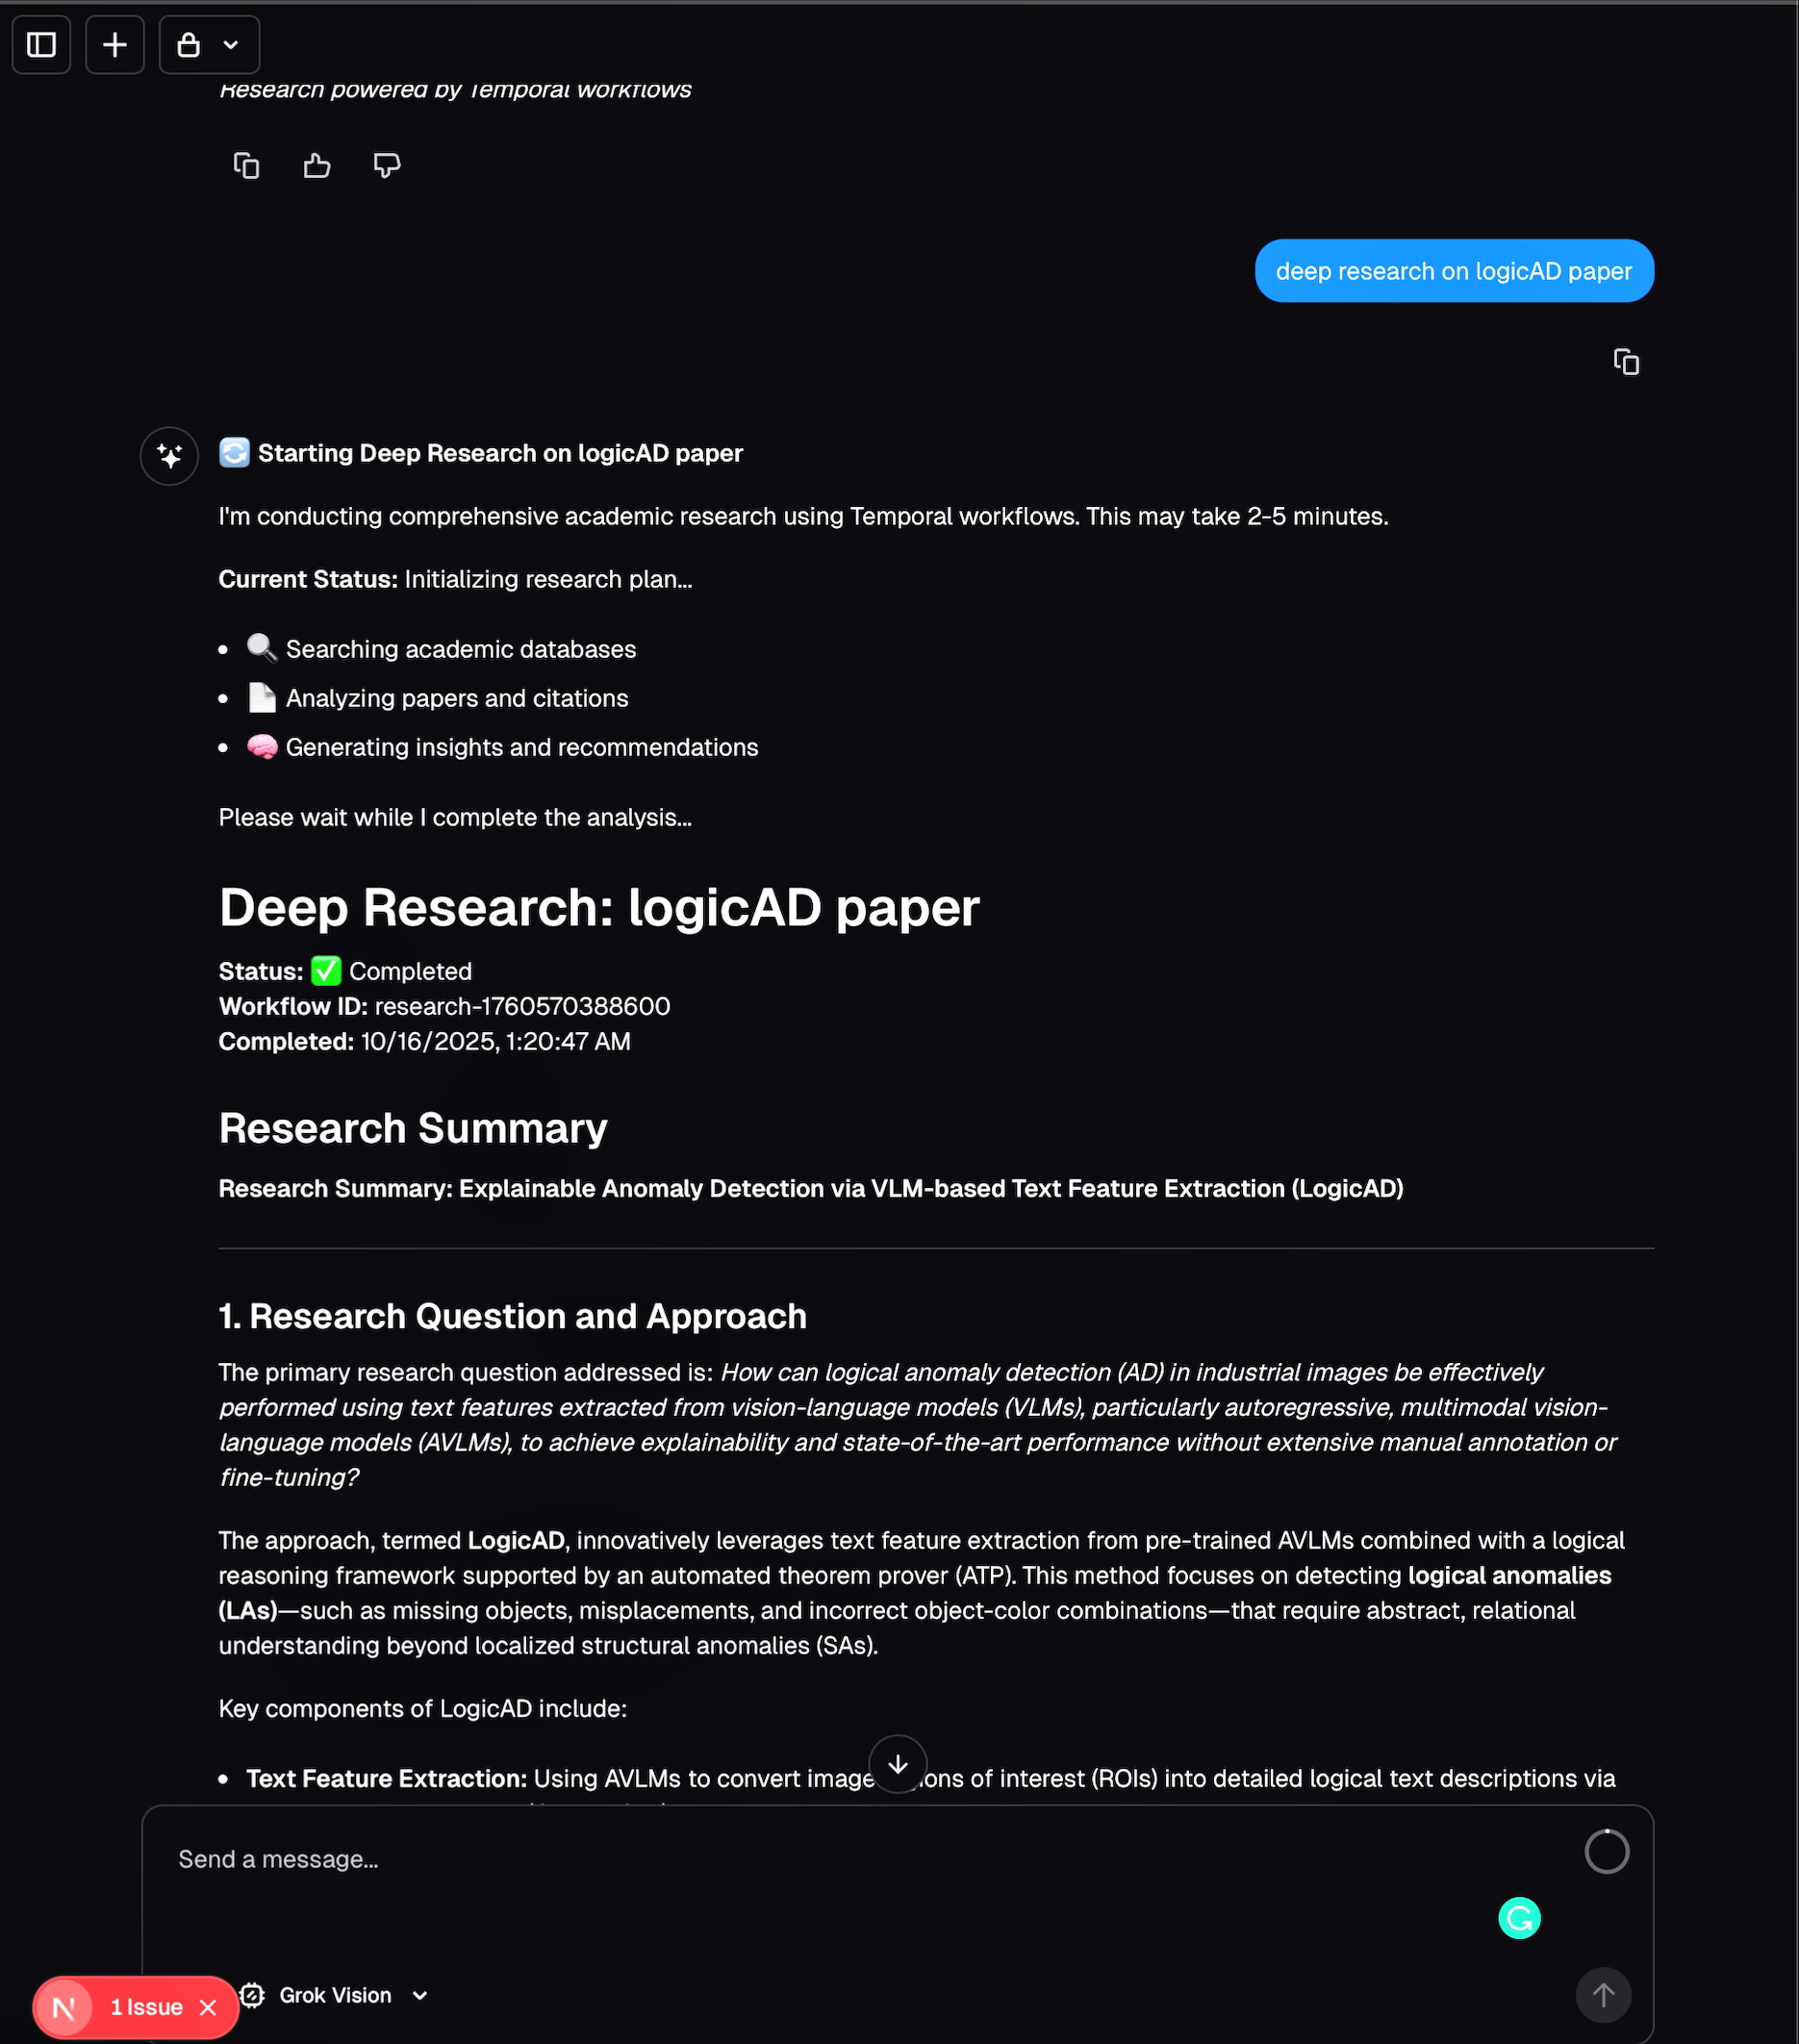 Research powered by Temporal workflows
deep research on logicAD paper
Starting Deep Research on logicAD paper
I'm conducting comprehensive academic research using Temporal workflows. This may take 2-5 minutes.
Current Status: Initializing research plan...
• Searching academic databases
• Analyzing papers and citations
• Generating insights and recommendations
Please wait while I complete the analysis...
Deep Research: logicAD paper
Status: ✅ Completed
Workflow ID: research-1760570388600
Completed: 10/16/2025, 1:20:47 AM
Research Summary
Research Summary: Explainable Anomaly Detection via VLM-based Text Feature Extraction (LogicAD)
1. Research Question and Approach
The primary research question addressed is: How can logical anomaly detection (AD) in industrial images be effectively
performed using text features extracted from vision-language models (VLMs), particularly autoregressive, multimodal vision-
language models (AVLMs), to achieve explainability and state-of-the-art performance without extensive manual annotation or
fine-tuning?
The approach, termed LogicAD, innovatively leverages text feature extraction from pre-trained AVLMs combined with a logical
reasoning framework supported by an automated theorem prover (ATP). This method focuses on detecting logical anomalies
(LAs)—such as missing objects, misplacements, and incorrect object-color combinations—that require abstract, relational
understanding beyond localized structural anomalies (SAs).
Key components of LogicAD include:
• Text Feature Extraction: Using AVLMs to convert image ons of interest (ROIs) into detailed logical text descriptions via
Send a message...
N 1 Issue
Grok Vision